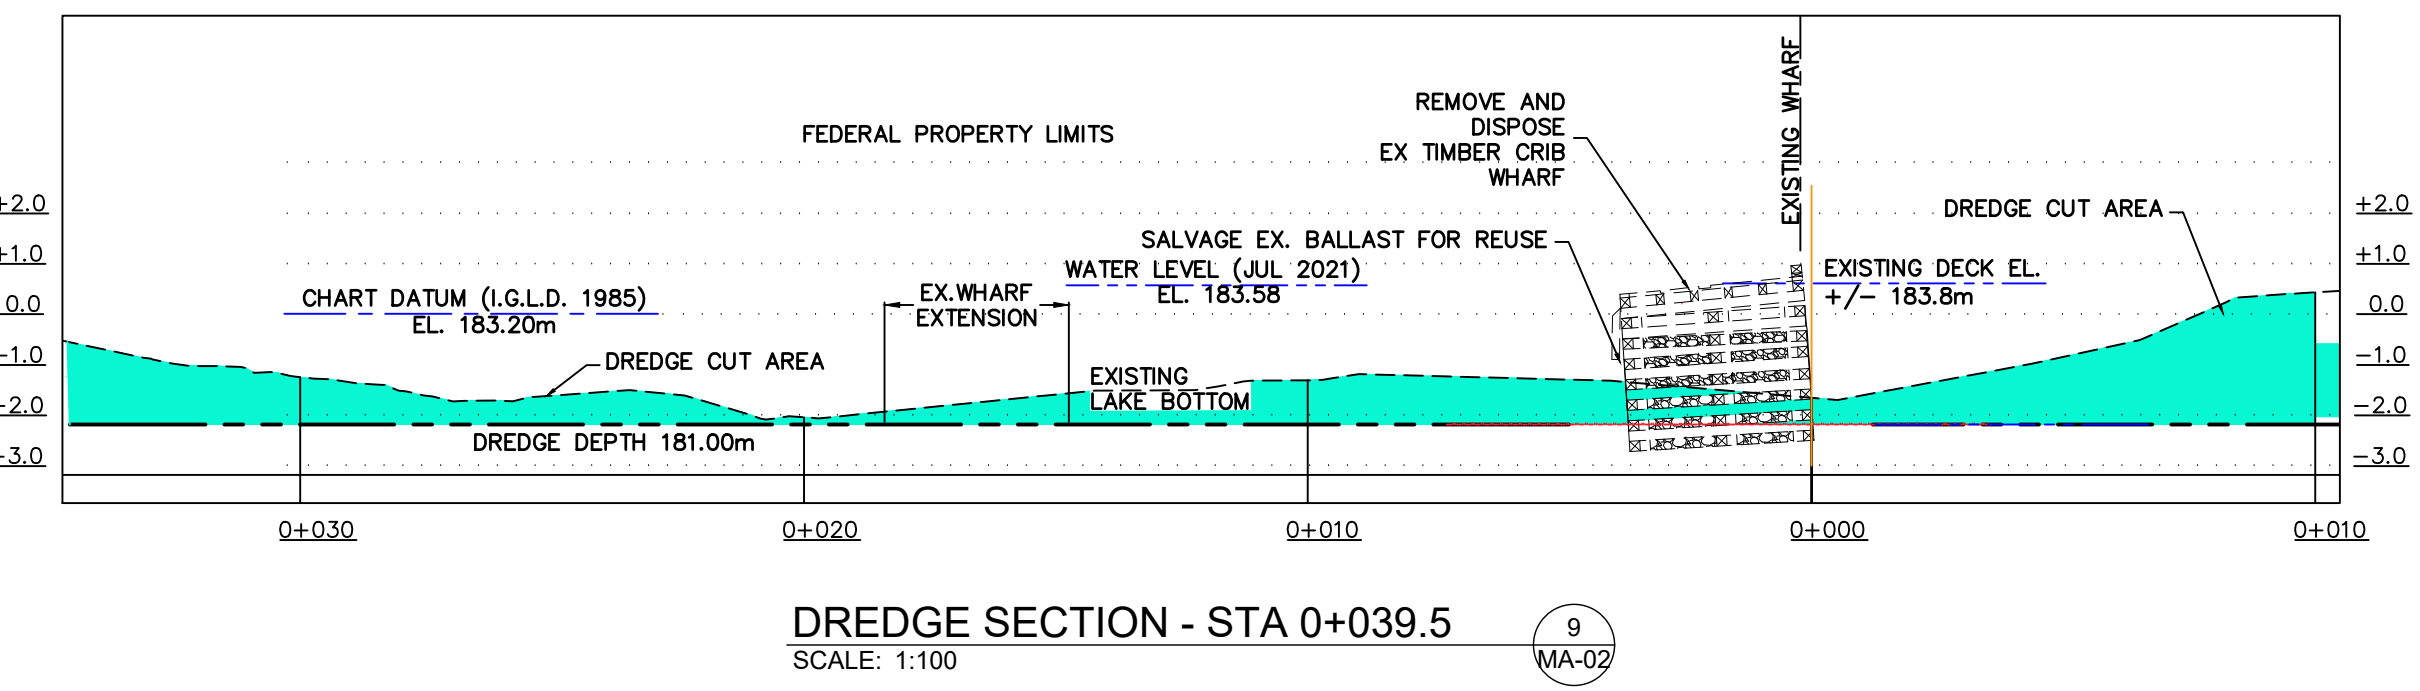 EXISTING WHARF
REMOVE AND
DISPOSE
EX TIMBER CRIB
WHARF
FEDERAL PROPERTY LIMITS
+2.0
DREDGE CUT AREA
+2.0
SALVAGE EX. BALLAST FOR REUSE
+1.0
WATER LEVEL (JUL 2021)
EL. 183.58
EXISTING DECK EL.
+/- 183.8m
+1.0
CHART DATUM (I.G.L.D. 1985)
EL. 183.20m
EX.WHARF
EXTENSION
0.0
0.0
-1.0
DREDGE CUT AREA
EXISTING
LAKE BOTTOM
-1.0
-2.0
-2.0
DREDGE DEPTH 181.00m
-3.0
-3.0
0+030
0+020
0+010
0+000
0+010
DREDGE SECTION - STA 0+039.5
SCALE: 1:100
9
MA-02